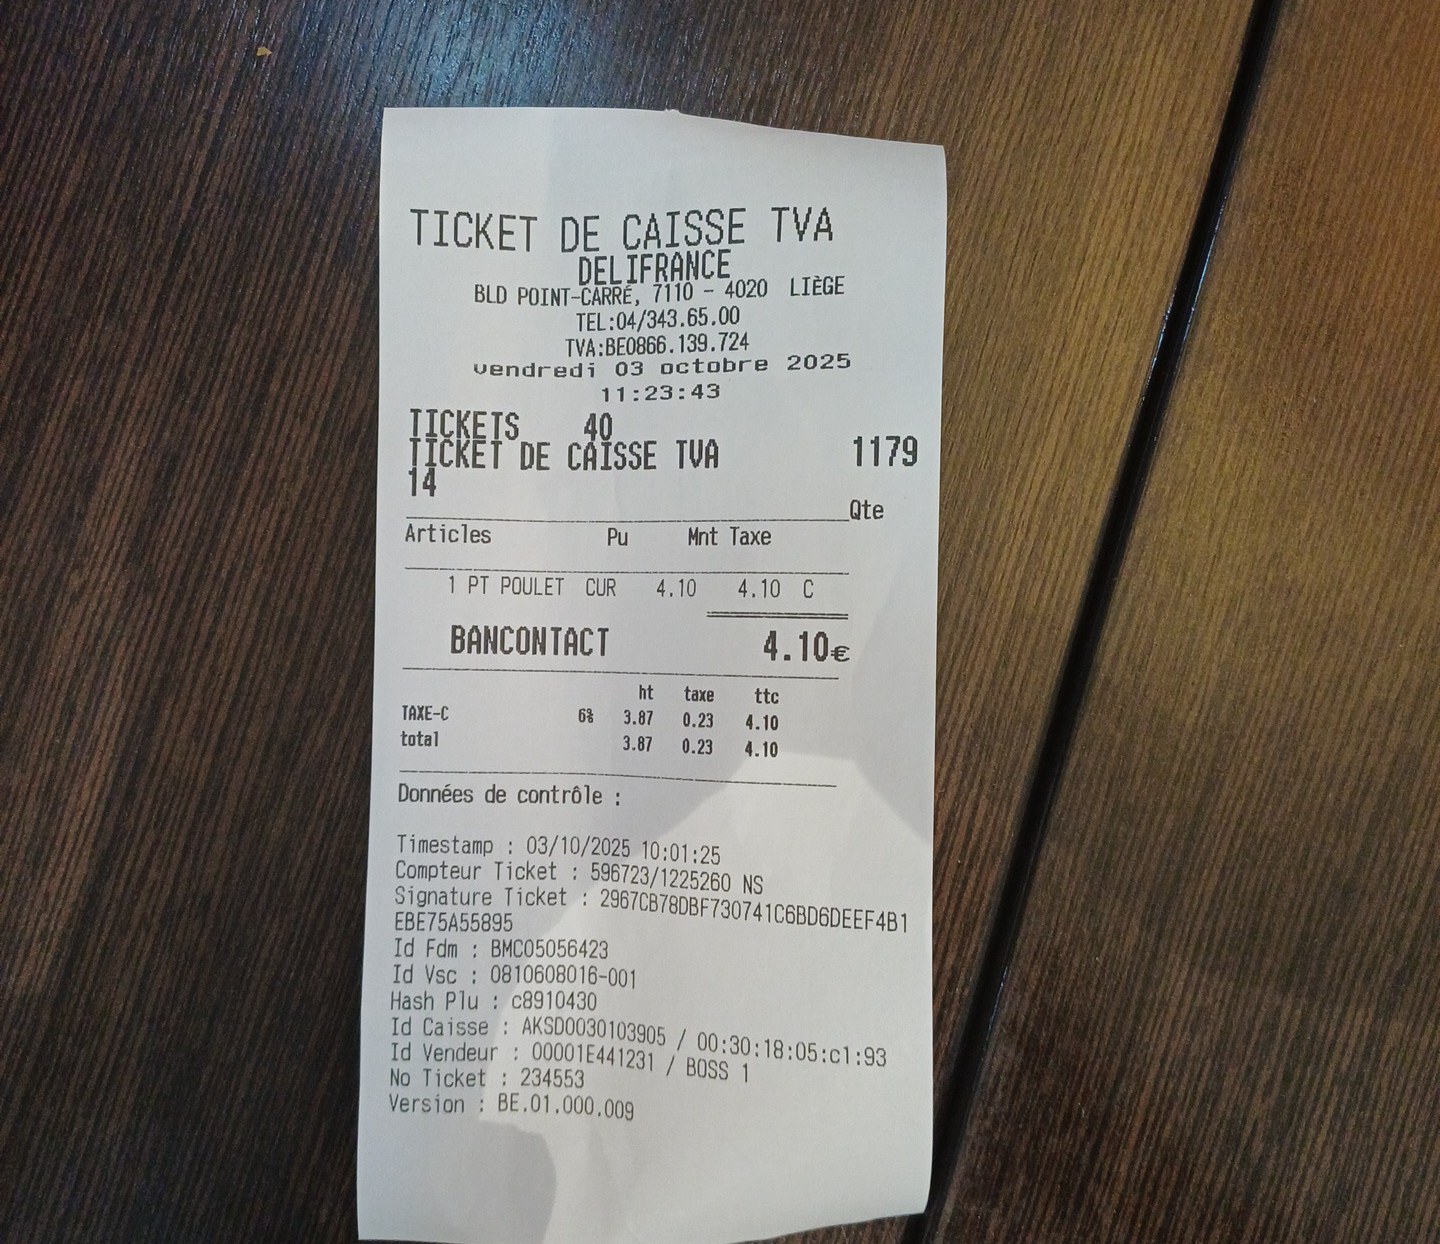 TICKET DE CAISSE TVA
DELIFRANCE
BLD POINT-CARRÉ, 7110 - 4020 LIÈGE
TEL:04/343.65.00
TVA:BE0866.139.724
vendredi 03 octobre 2025
11:23:43
TICKETS 40
TICKET DE CAISSE TVA 1179
14
Qte
Articles Pu Mnt Taxe
1 PT POULET CUR 4.10 4.10 C
BANCONTACT 4.10€
ht taxe ttc
TAXE-C 6% 3.87 0.23 4.10
total 3.87 0.23 4.10
Données de contrôle :
Timestamp : 03/10/2025 10:01:25
Compteur Ticket : 596723/1225260 NS
Signature Ticket : 2967CB78DBF730741C6BD6DEEF4B1
EBE75A55895
Id Fdm : BMC05056423
Id Vsc : 0810608016-001
Hash Plu : c8910430
Id Caisse : AKSD0030103905 / 00:30:18:05:c1:93
Id Vendeur : 00001E441231 / BOSS 1
No Ticket : 234553
Version : BE.01.000.009